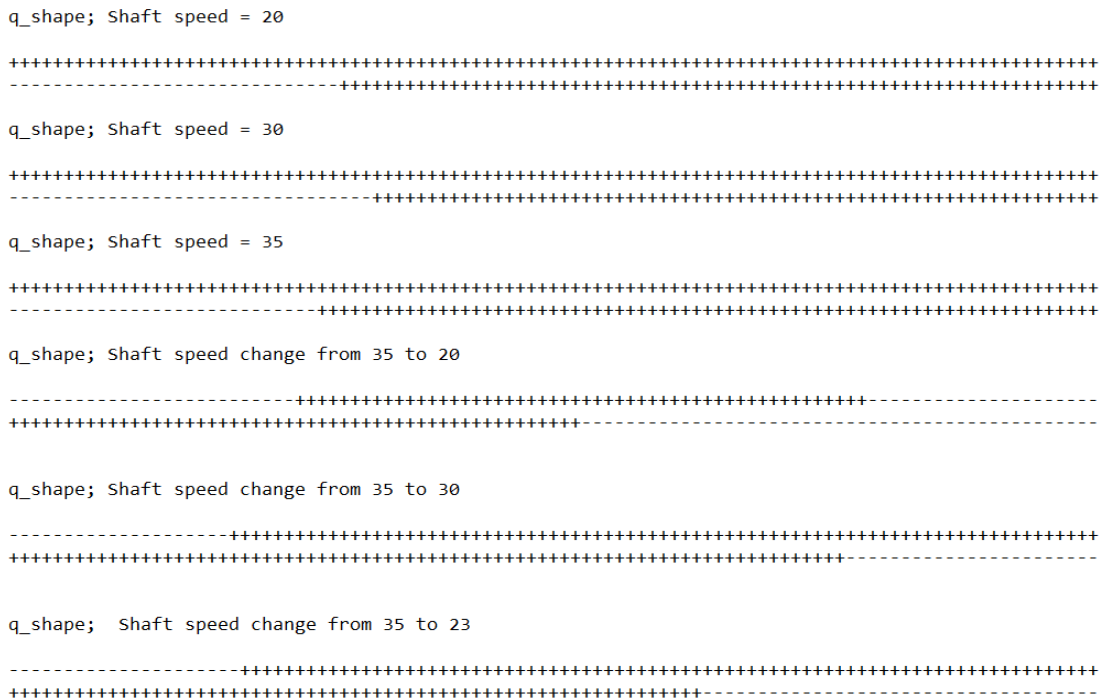 q_shape; Shaft speed = 20
+++++++++++++++++++++++++++++++++++++++++++++++++++++++++++++++++++++++++++++++++++++++++++++++++++
------------------------------+++++++++++++++++++++++++++++++++++++++++++++++++++++++++++++++++++++
q_shape; Shaft speed = 30
+++++++++++++++++++++++++++++++++++++++++++++++++++++++++++++++++++++++++++++++++++++++++++++++++++
---------------------------------++++++++++++++++++++++++++++++++++++++++++++++++++++++++++++++++++
q_shape; Shaft speed = 35
+++++++++++++++++++++++++++++++++++++++++++++++++++++++++++++++++++++++++++++++++++++++++++++++++++
----------------------------+++++++++++++++++++++++++++++++++++++++++++++++++++++++++++++++++++++++
q_shape; Shaft speed change from 35 to 20
--------------------------++++++++++++++++++++++++++++++++++++++++++++++++++++---------------------
++++++++++++++++++++++++++++++++++++++++++++++++++++-----------------------------------------------
q_shape; Shaft speed change from 35 to 30
--------------------+++++++++++++++++++++++++++++++++++++++++++++++++++++++++++++++++++++++++++++++
++++++++++++++++++++++++++++++++++++++++++++++++++++++++++++++++++++++++++++-----------------------
q_shape;  Shaft speed change from 35 to 23
---------------------++++++++++++++++++++++++++++++++++++++++++++++++++++++++++++++++++++++++++++++
+++++++++++++++++++++++++++++++++++++++++++++++++++++++++++++++------------------------------------